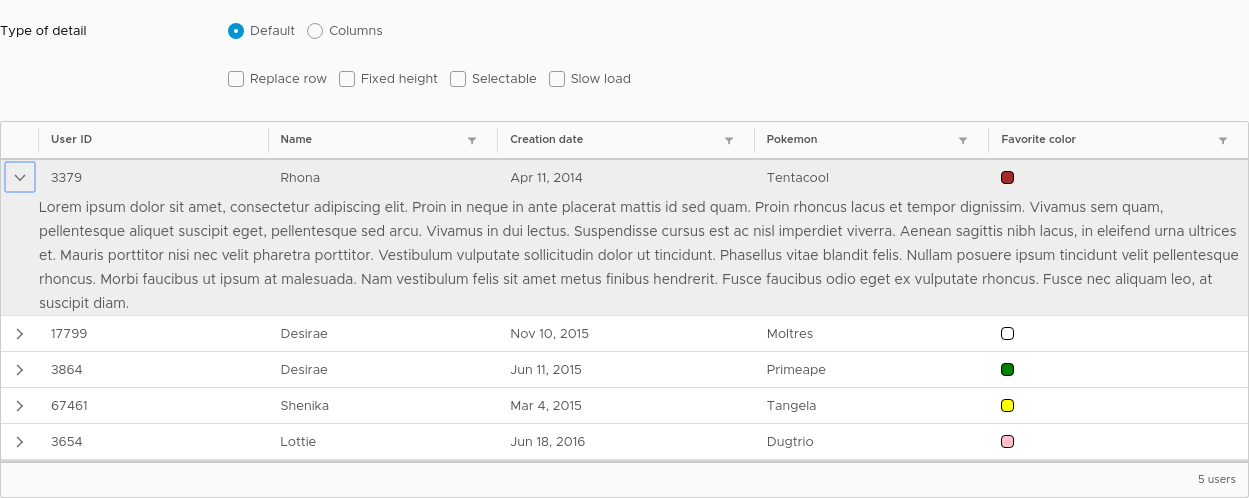 Type of detail Default Columns
Replace row Fixed height Selectable Slow load
User ID Name Creation date Pokemon Favorite color
3379 Rhona Apr 11, 2014 Tentacool
Lorem ipsum dolor sit amet, consectetur adipiscing elit. Proin in neque in ante placerat mattis id sed quam. Proin rhoncus lacus et tempor dignissim. Vivamus sem quam,
pellentesque aliquet suscipit eget, pellentesque sed arcu. Vivamus in dui lectus. Suspendisse cursus est ac nisl imperdiet viverra. Aenean sagittis nibh lacus, in eleifend urna ultrices
et. Mauris porttitor nisi nec velit pharetra porttitor. Vestibulum vulputate sollicitudin dolor ut tincidunt. Phasellus vitae blandit felis. Nullam posuere ipsum tincidunt velit pellentesque
rhoncus. Morbi faucibus ut ipsum at malesuada. Nam vestibulum felis sit amet metus finibus hendrerit. Fusce faucibus odio eget ex vulputate rhoncus. Fusce nec aliquam leo, at
suscipit diam.
17799 Desirae Nov 10, 2015 Moltres
3864 Desirae Jun 11, 2015 Primeape
67461 Shenika Mar 4, 2015 Tangela
3654 Lottie Jun 18, 2016 Dugtrio
5 users